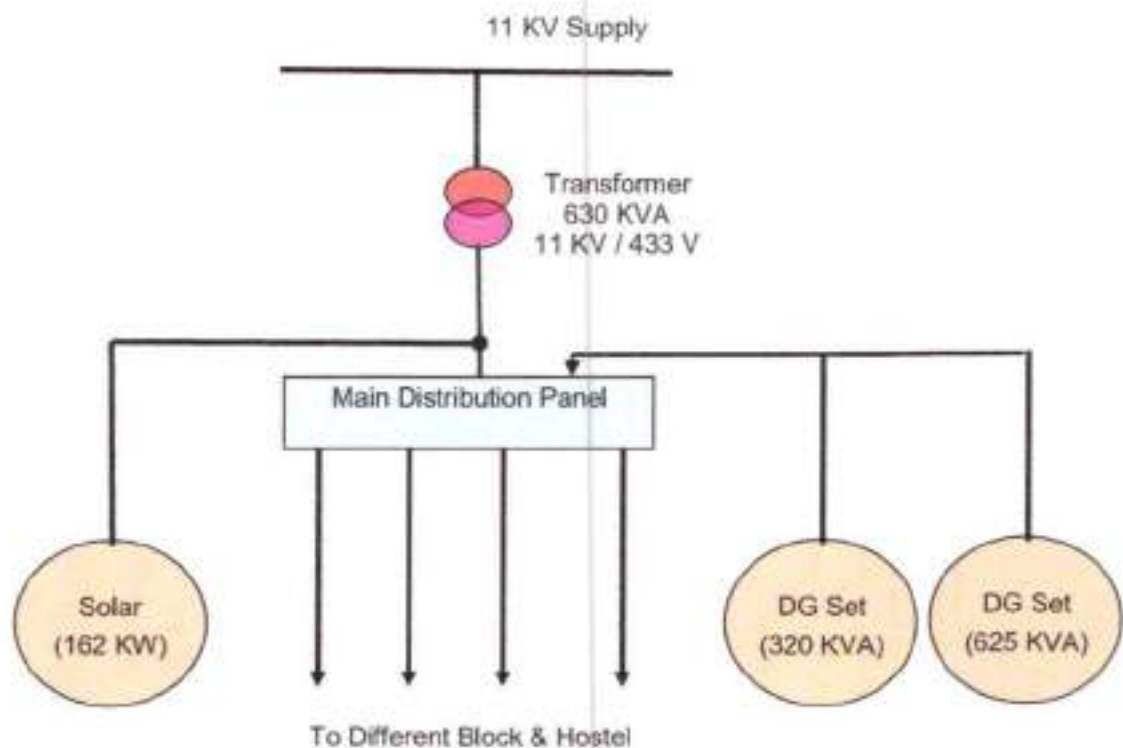 11 KV Supply
Transformer
630 KVA
11 KV / 433 V
Main Distribution Panel
Solar
(162 KW)
DG Set
(320 KVA)
DG Set
(625 KVA)
To Different Block & Hostel